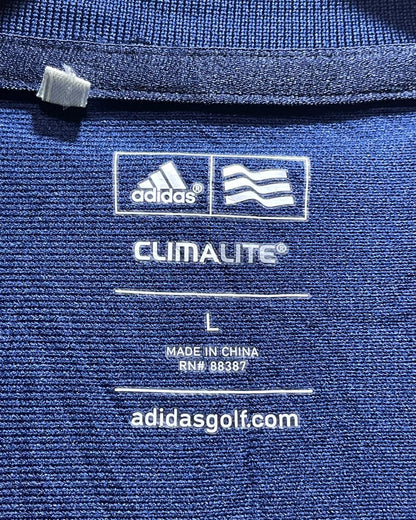 adidas®
CLIMALITE®
L
MADE IN CHINA
RN# 88387
adidasgolf.com